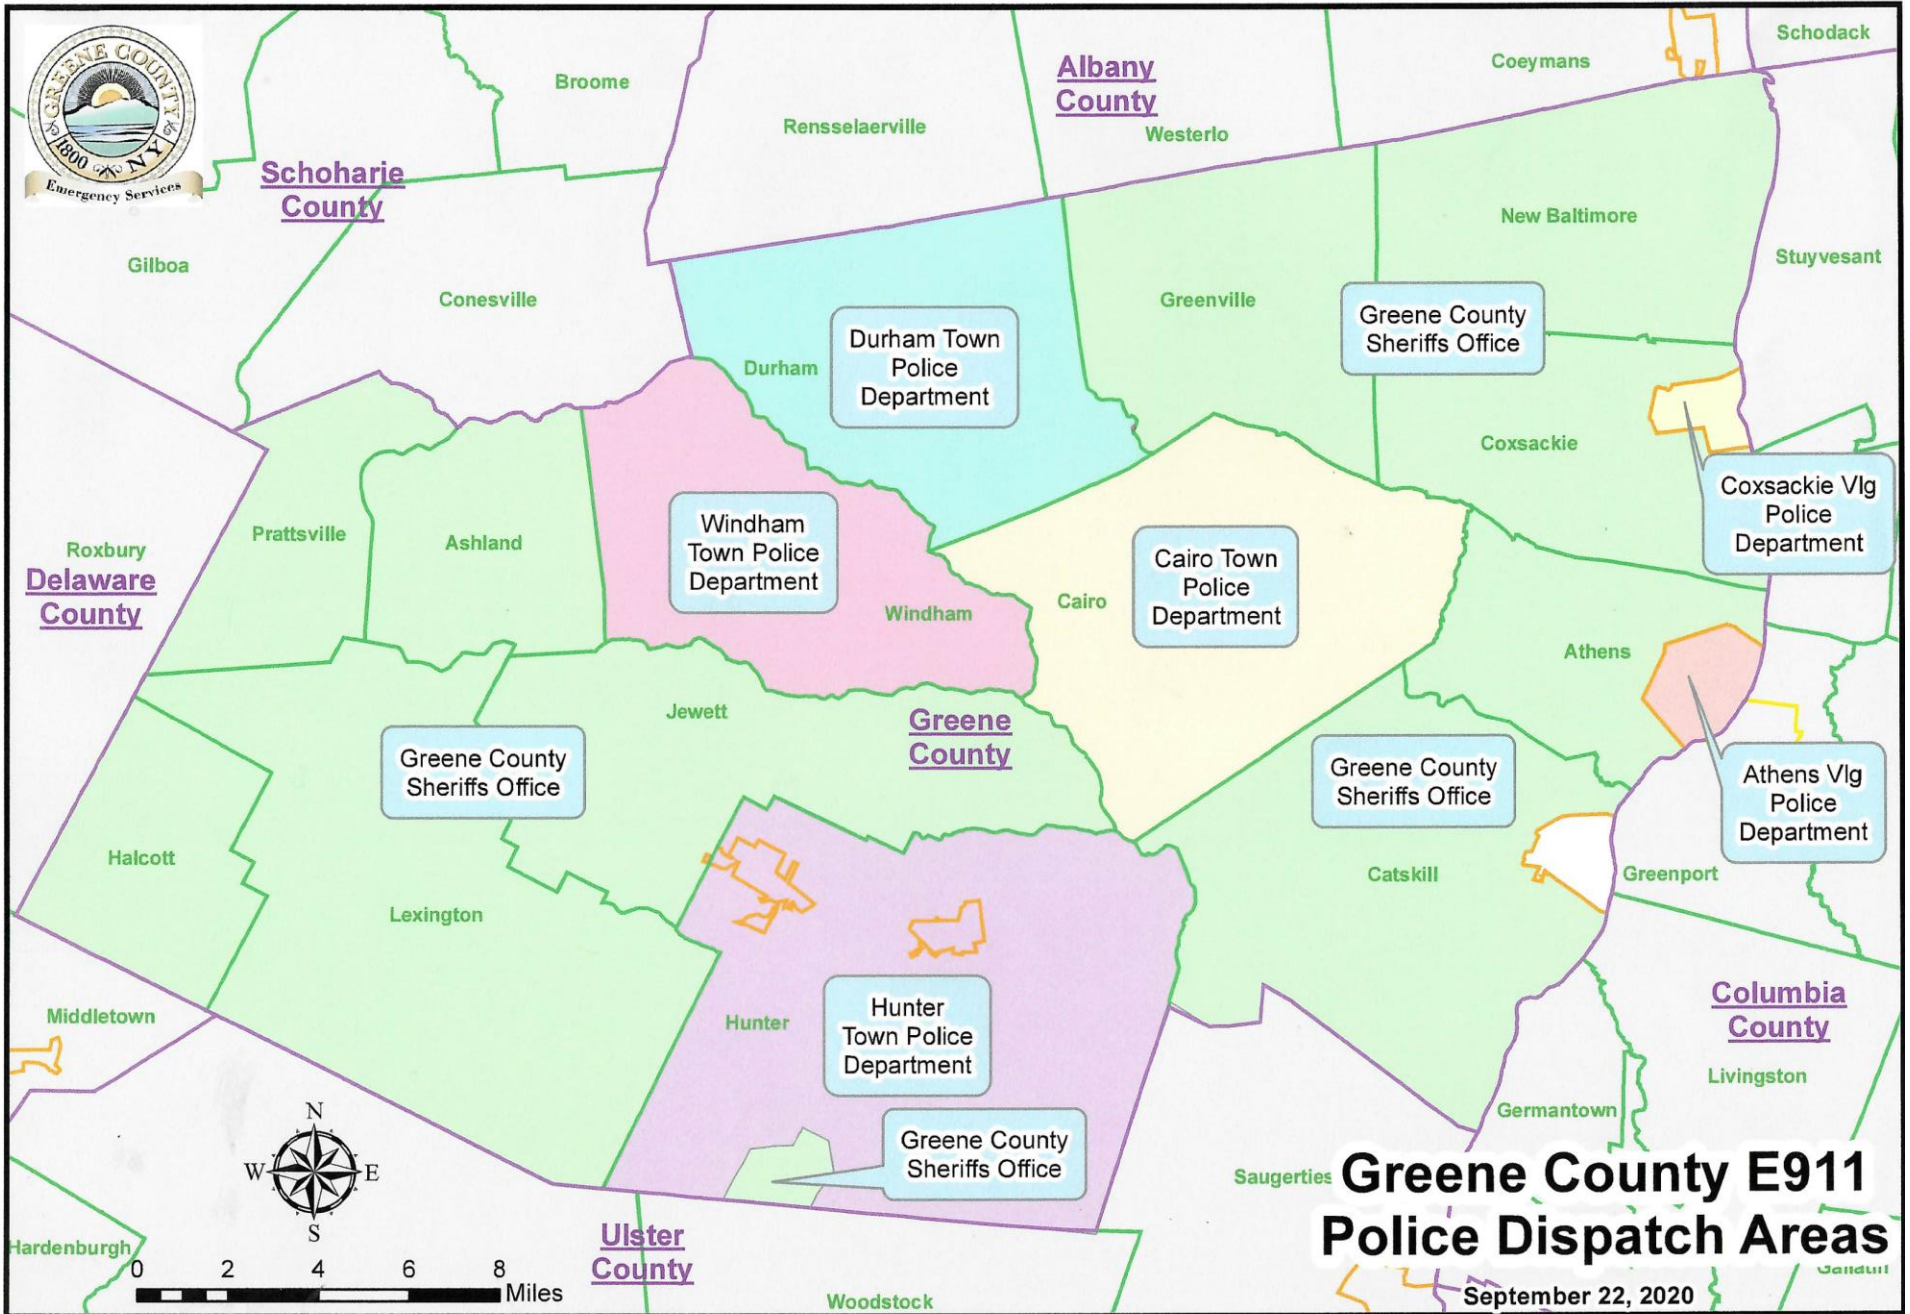 GREENE COUNTY
1800 NY
Emergency Services
Broome
Albany
County
Coeymans
Schodack
Rensselaerville
Westerlo
Schoharie
County
New Baltimore
Gilboa
Conesville
Greenville
Stuyvesant
Durham
Durham Town
Police
Department
Greene County
Sheriffs Office
Coxsackie
Coxsackie Vlg
Police
Department
Prattsville
Ashland
Windham
Town Police
Department
Windham
Cairo
Cairo Town
Police
Department
Roxbury
Delaware
County
Athens
Jewett
Greene
County
Greene County
Sheriffs Office
Greene County
Sheriffs Office
Athens Vlg
Police
Department
Halcott
Lexington
Catskill
Greenport
Middletown
Hunter
Hunter
Town Police
Department
Columbia
County
Livingston
Germantown
Greene County
Sheriffs Office
Saugerties
N
W
E
S
Hardenburgh
0 2 4 6 8
Miles
Ulster
County
Woodstock
Greene County E911
Police Dispatch Areas
Gallatin
September 22, 2020